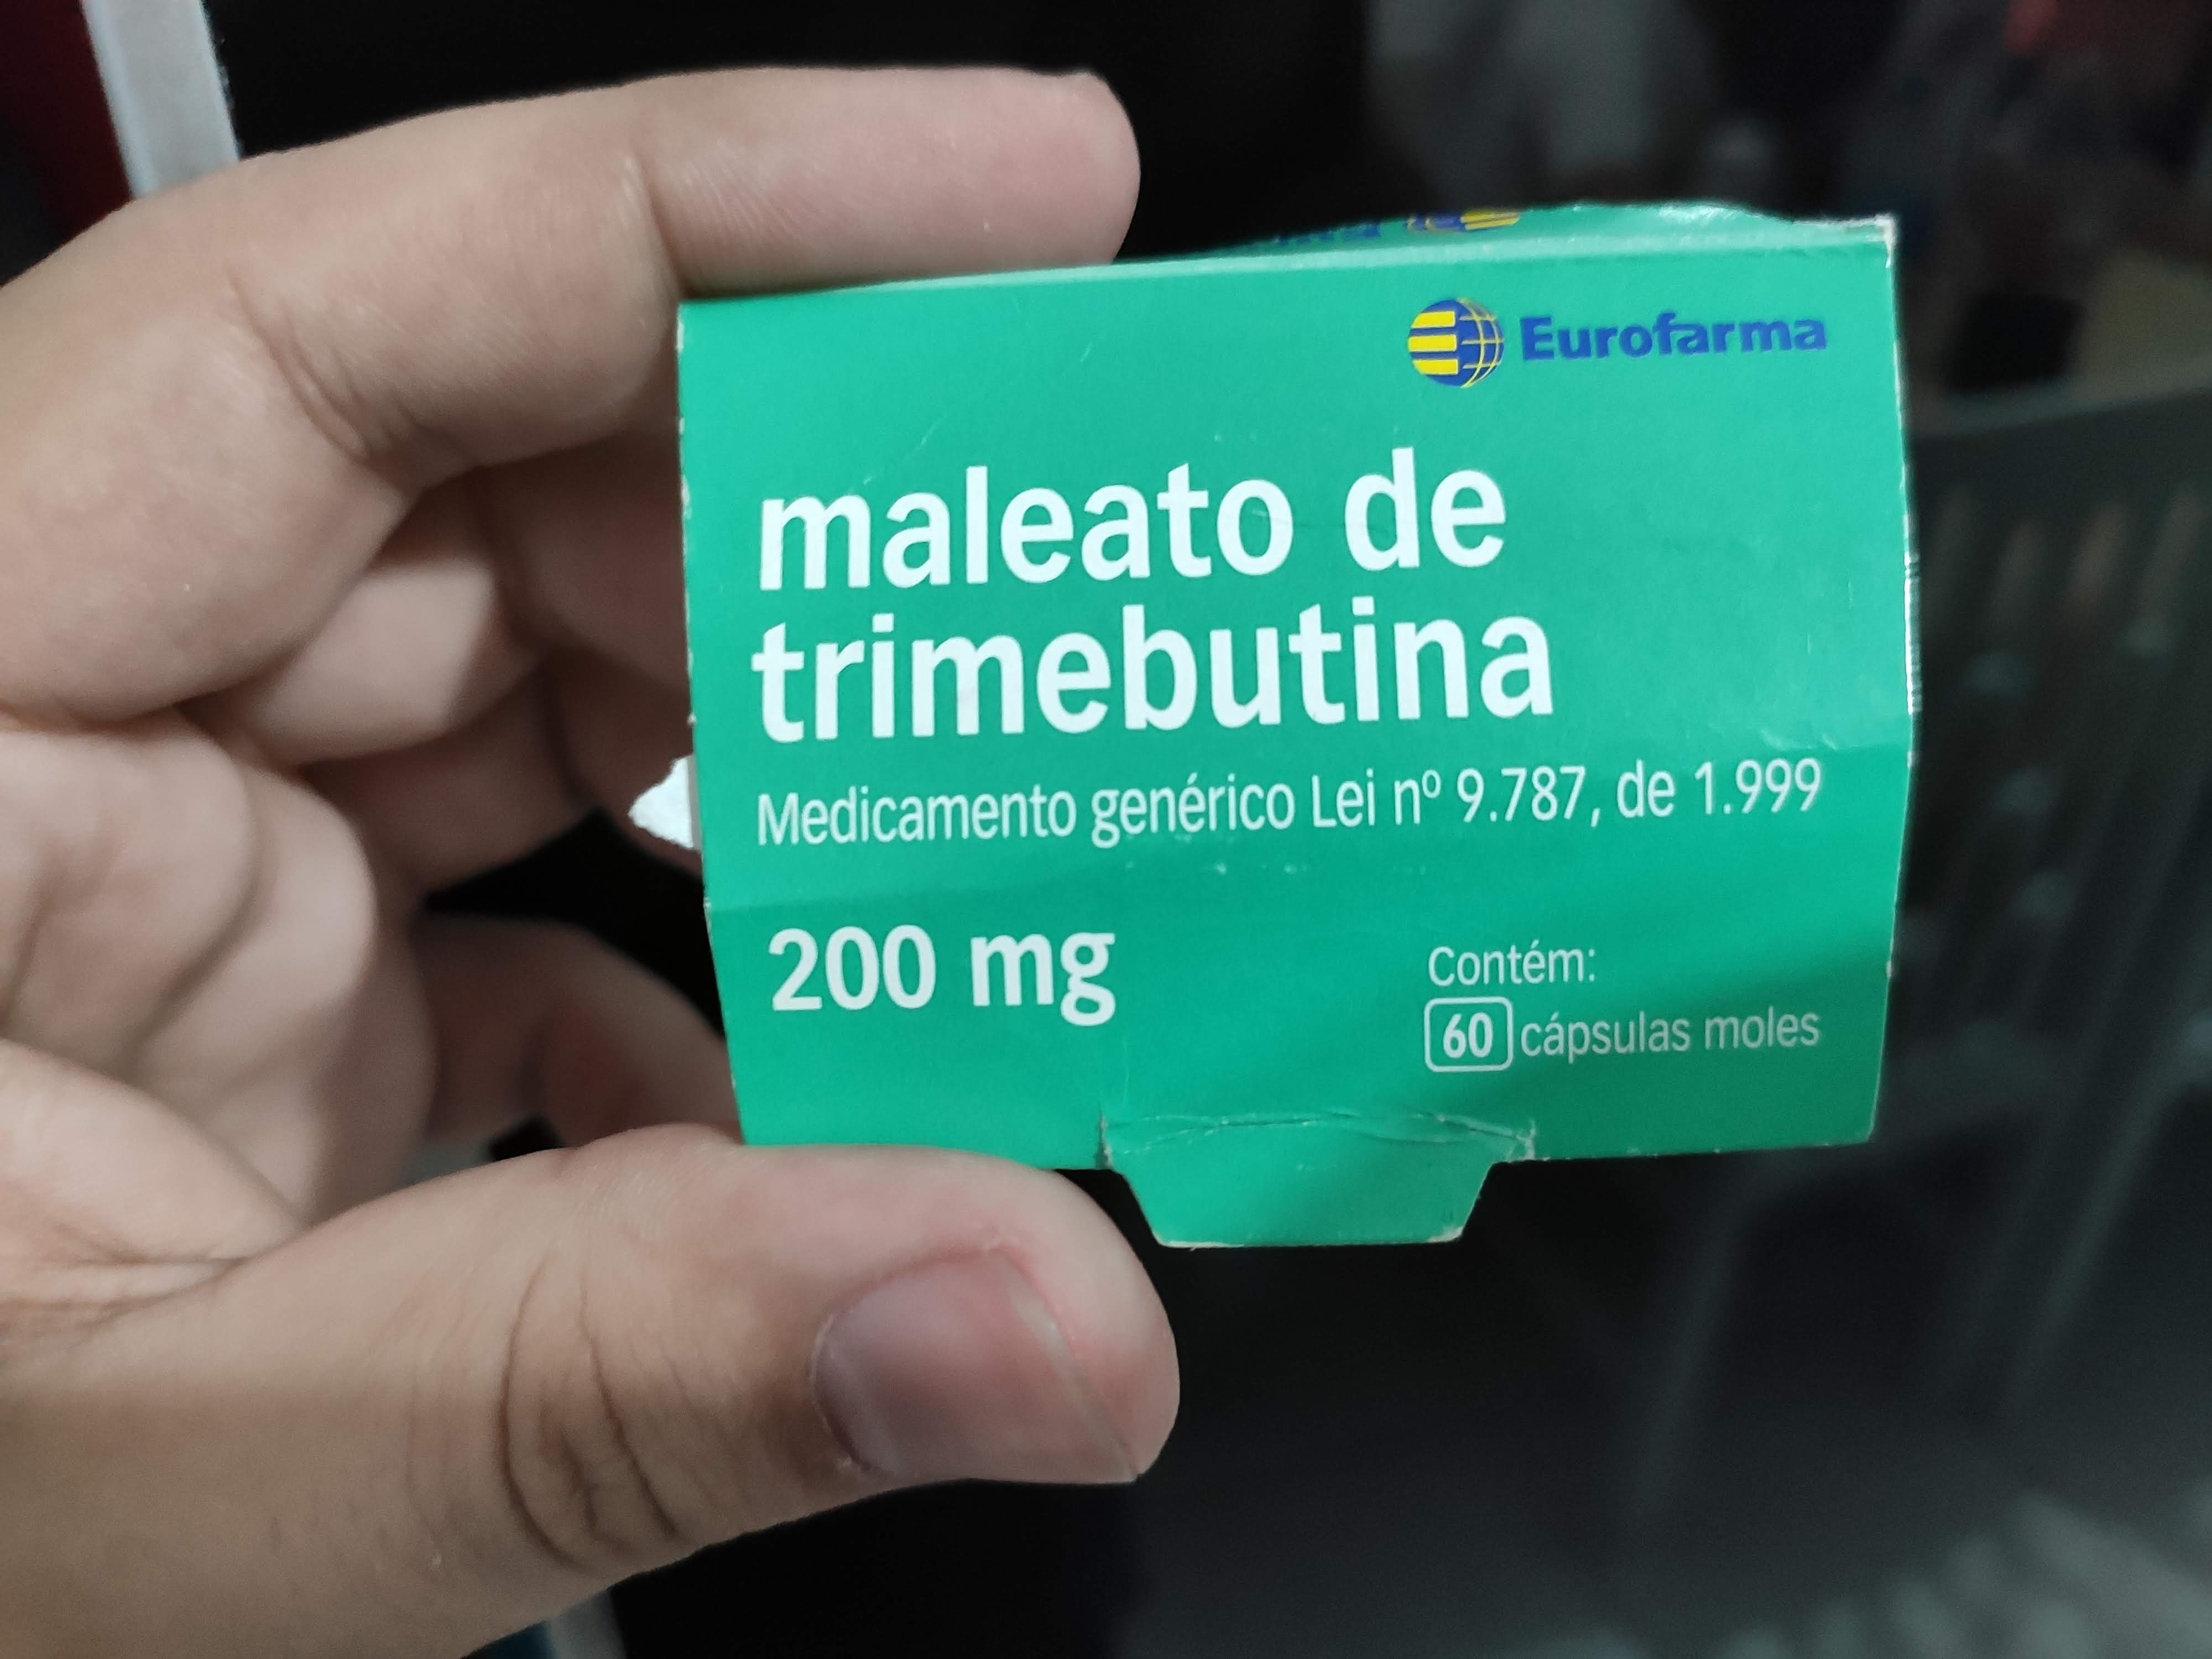 Eurofarma
maleato de
trimebutina
Medicamento genérico Lei nº 9.787, de 1.999
200 mg
Contém:
60 cápsulas moles